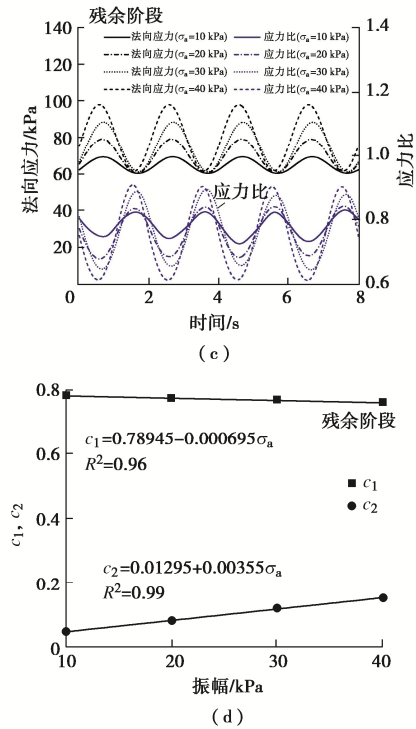 残余阶段
法向应力(σa=10 kPa) 应力比(σa=10 kPa)
法向应力(σa=20 kPa) 应力比(σa=20 kPa)
法向应力(σa=30 kPa) 应力比(σa=30 kPa)
法向应力(σa=40 kPa) 应力比(σa=40 kPa)
140
120
100
80
60
40
20
法向应力/kPa
1.4
1.2
1.0
0.8
0.6
应力比
应力比
0 2 4 6 8
时间/s
(c)
0.8
0.6
0.4
0.2
0
c1, c2
残余阶段
c1=0.78945−0.000695σa
R²=0.96
c1
c2
c2=0.01295+0.00355σa
R²=0.99
10 20 30 40
振幅/kPa
(d)